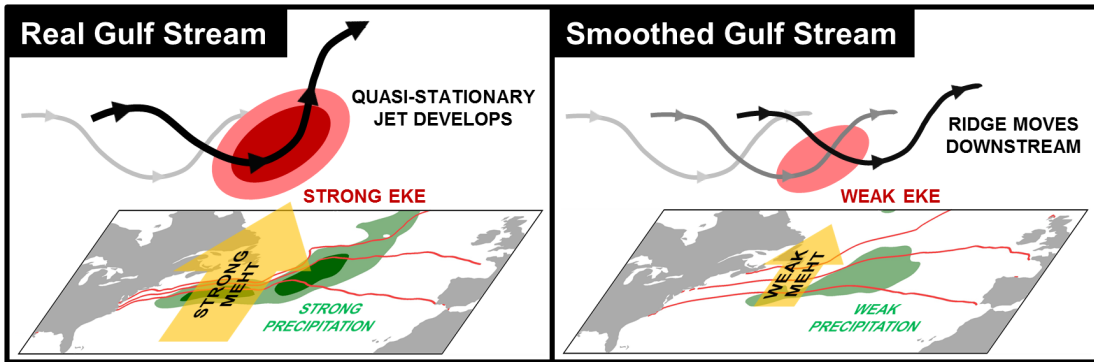 Real Gulf Stream
QUASI-STATIONARY
JET DEVELOPS
STRONG EKE
STRONG
MEHT
STRONG
PRECIPITATION
Smoothed Gulf Stream
RIDGE MOVES
DOWNSTREAM
WEAK EKE
WEAK
MEHT
WEAK
PRECIPITATION